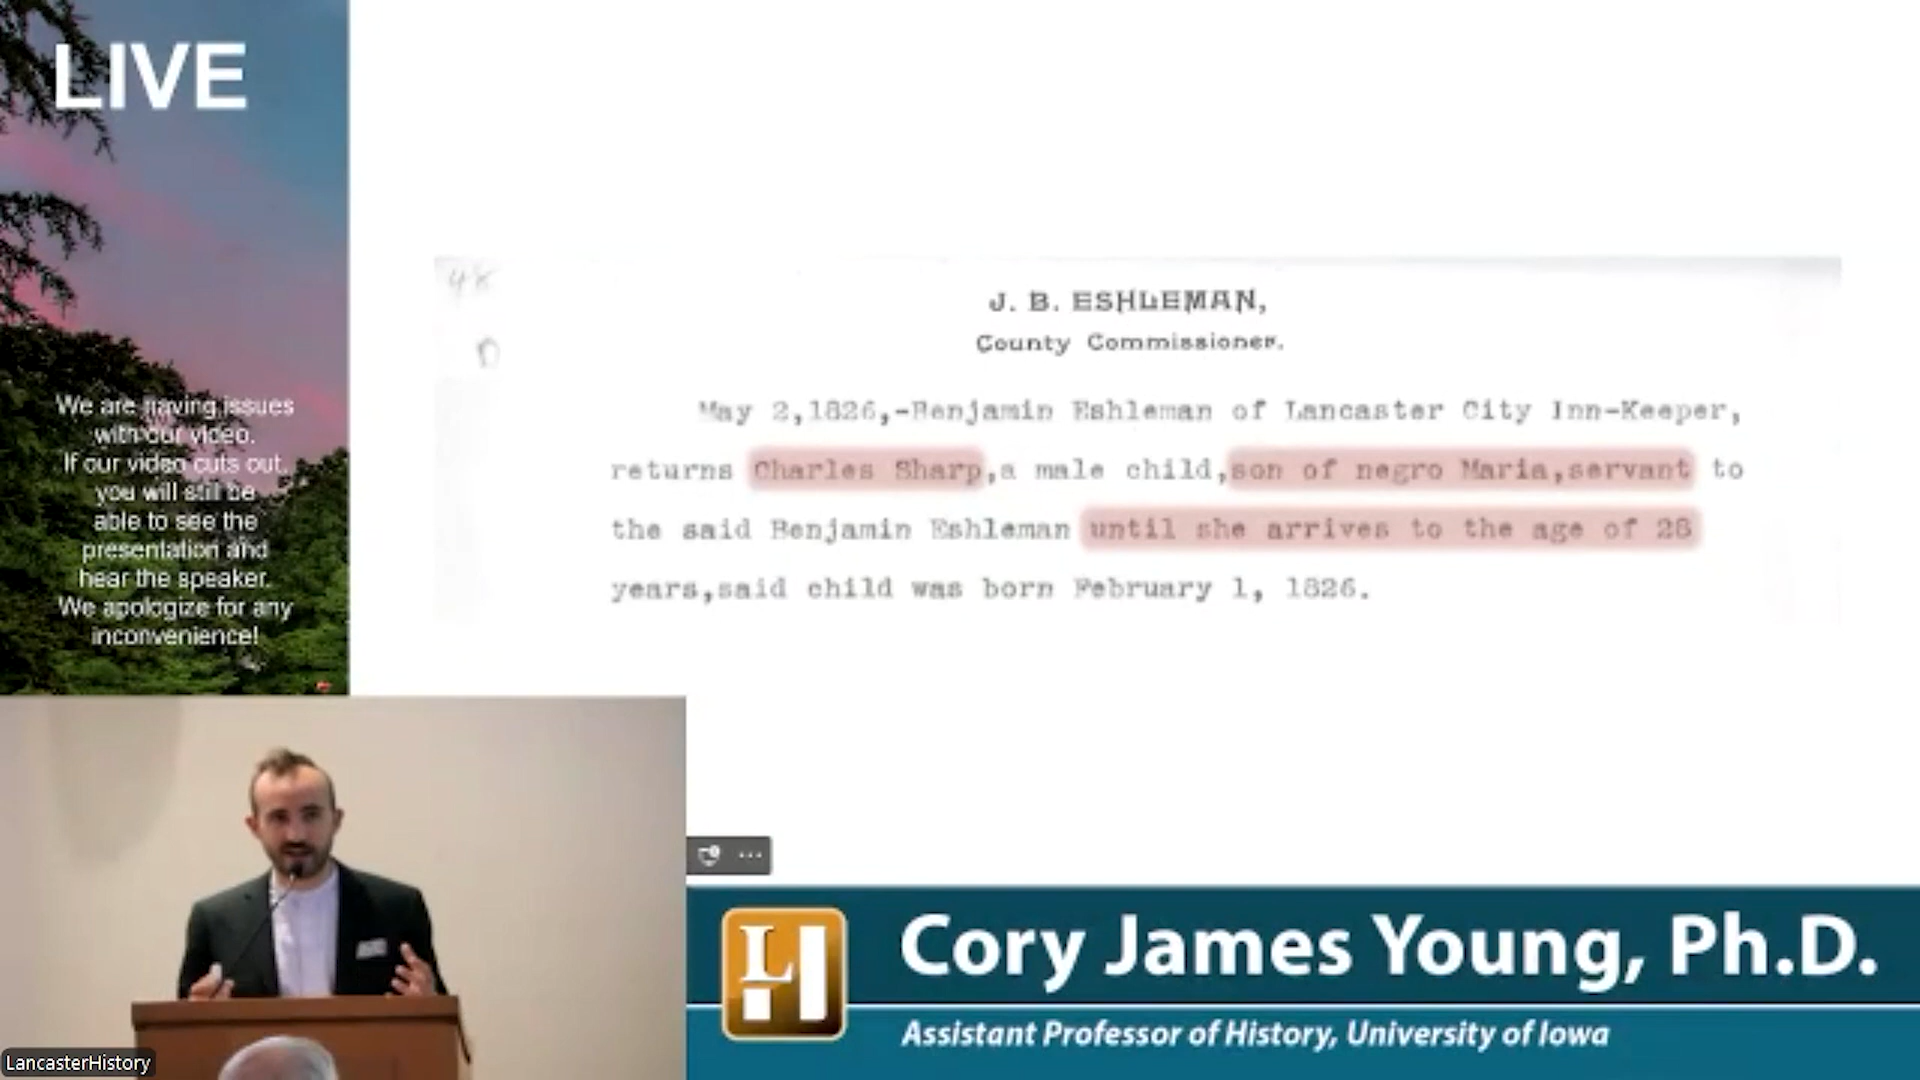 LIVE
We are having issues
with our video.
If our video cuts out,
you will still be
able to see the
presentation and
hear the speaker.
We apologize for any
inconvenience!
48
J. B. ESHLEMAN,
County Commissioner.
May 2,1826,-Benjamin Eshleman of Lancaster City Inn-Keeper,
returns Charles Sharp,a male child,son of negro Maria,servant to
the said Benjamin Eshleman until she arrives to the age of 28
years,said child was born February 1, 1826.
LH
Cory James Young, Ph.D.
Assistant Professor of History, University of Iowa
LancasterHistory